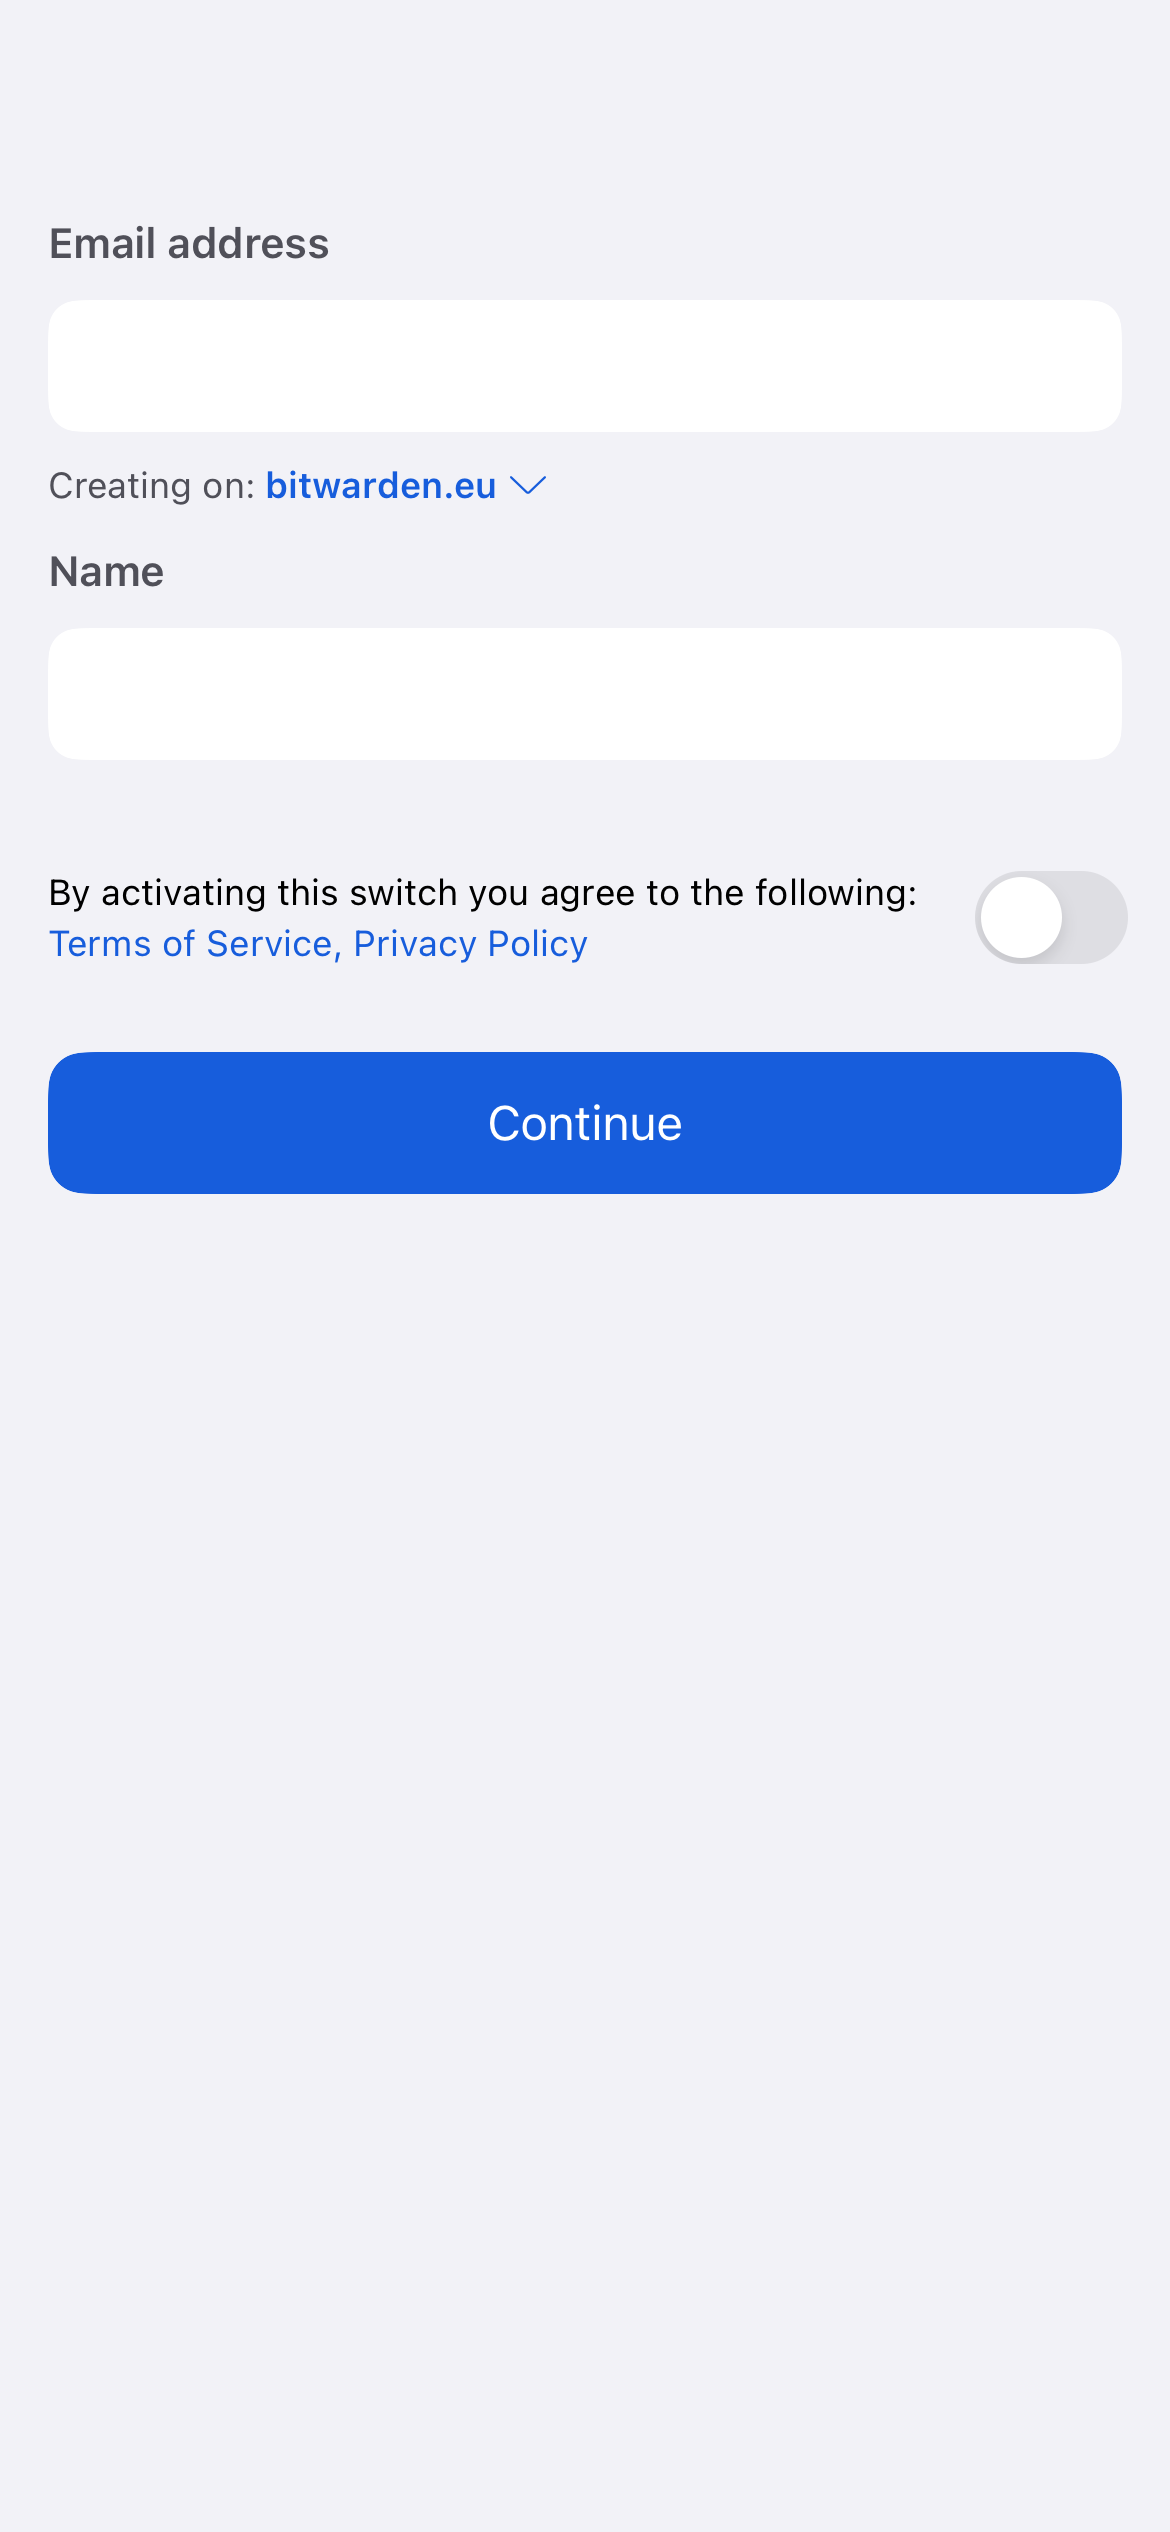 Email address
Creating on: bitwarden.eu
Name
By activating this switch you agree to the following:
Terms of Service, Privacy Policy
Continue